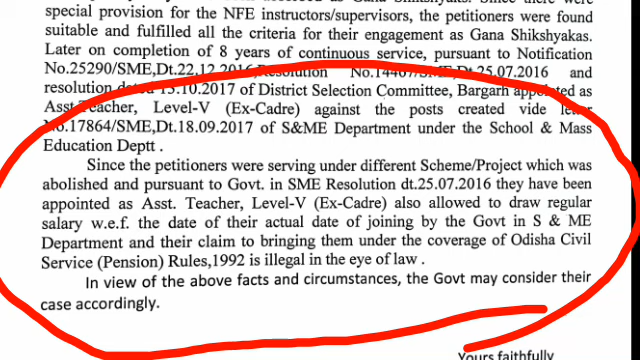 special provision for the NFE instructors/supervisors, the petitioners were found
suitable and fulfilled all the criteria for their engagement as Gana Shikshyakas.
Later on completion of 8 years of continuous service, pursuant to Notification
No.25290/SME,Dt.22.12.2016,Resolution No.14407/SME,Dt.25.07.2016 and
resolution dated 13.10.2017 of District Selection Committee, Bargarh appointed as
Asst.Teacher, Level-V (Ex-Cadre) against the posts created vide letter
No.17864/SME,Dt.18.09.2017 of S&ME Department under the School & Mass
Education Deptt .
Since the petitioners were serving under different Scheme/Project which was
abolished and pursuant to Govt. in SME Resolution dt.25.07.2016 they have been
appointed as Asst. Teacher, Level-V (Ex-Cadre) also allowed to draw regular
salary w.e.f. the date of their actual date of joining by the Govt in S & ME
Department and their claim to bringing them under the coverage of Odisha Civil
Service (Pension) Rules,1992 is illegal in the eye of law .
In view of the above facts and circumstances, the Govt may consider their
case accordingly.
Yours faithfully